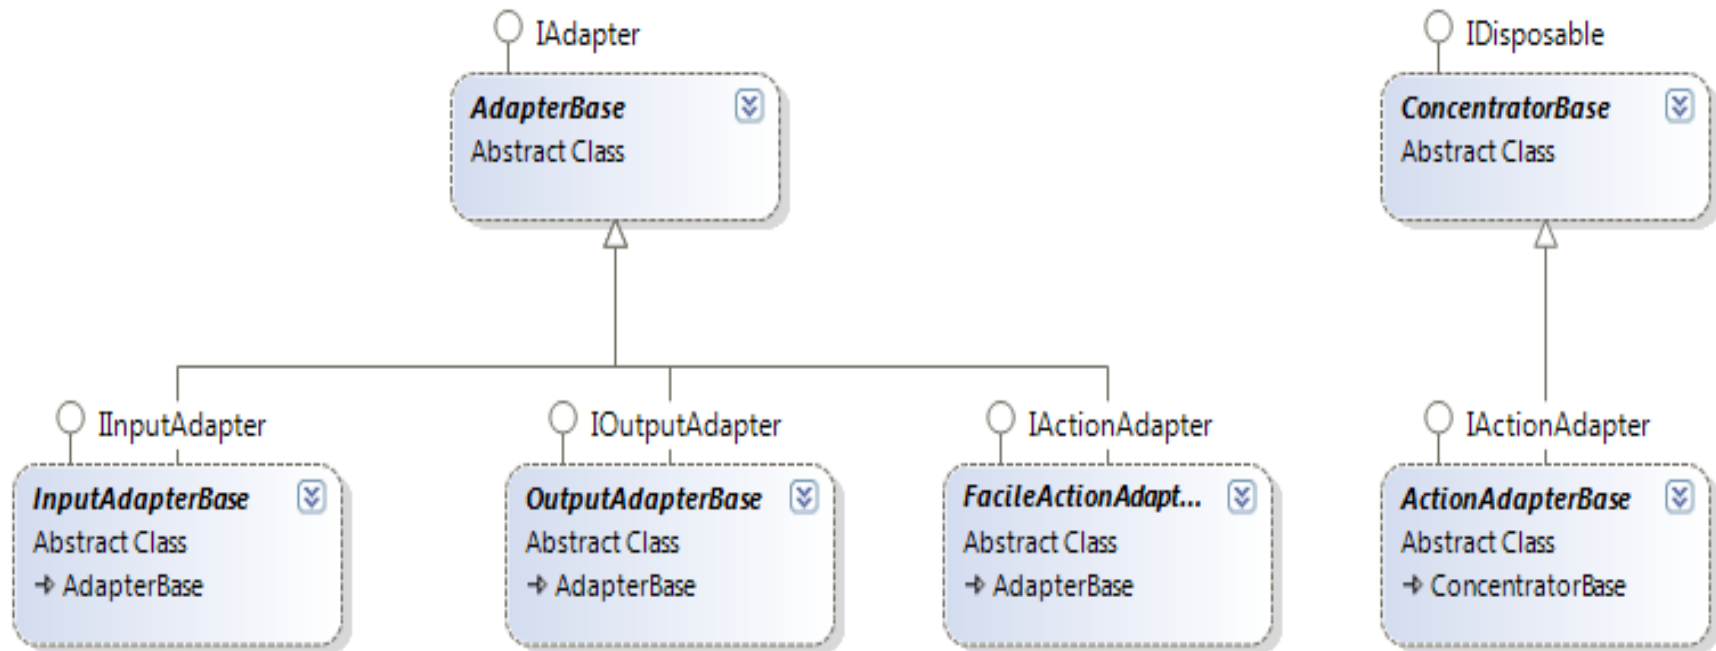 IAdapter
AdapterBase
Abstract Class
IDisposable
ConcentratorBase
Abstract Class
IInputAdapter
InputAdapterBase
Abstract Class
AdapterBase
IOutputAdapter
OutputAdapterBase
Abstract Class
AdapterBase
IActionAdapter
FacileActionAdapt...
Abstract Class
AdapterBase
IActionAdapter
ActionAdapterBase
Abstract Class
ConcentratorBase